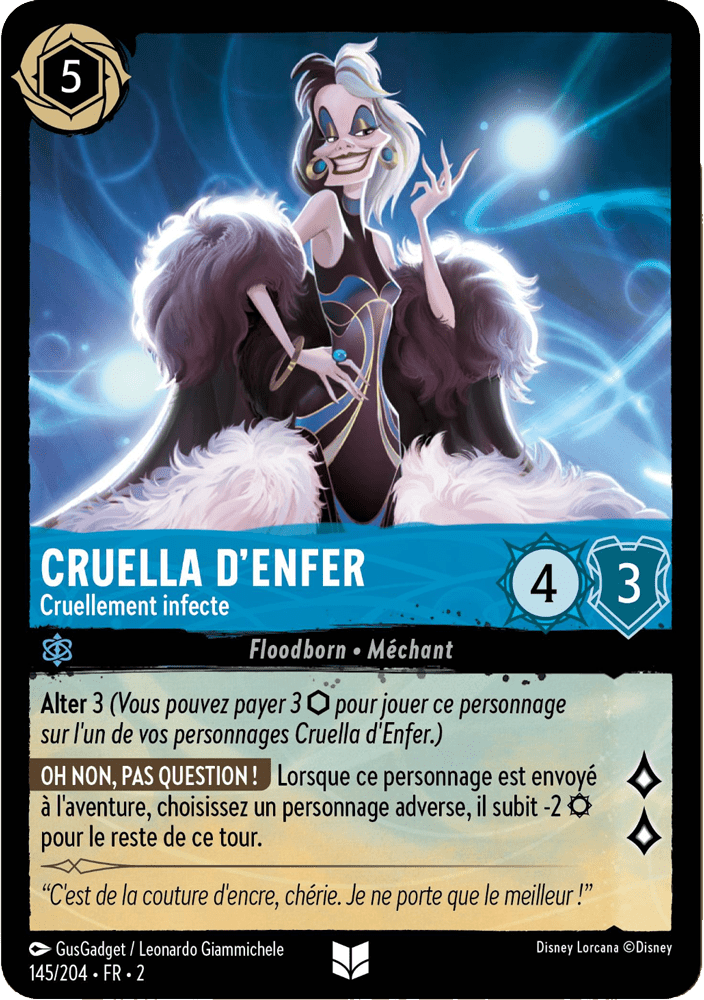 5
CRUELLA D'ENFER
Cruellement infecte
4
3
Floodborn • Méchant
Alter 3 (Vous pouvez payer 3 ⬡ pour jouer ce personnage
sur l'un de vos personnages Cruella d'Enfer.)
OH NON, PAS QUESTION ! Lorsque ce personnage est envoyé
à l'aventure, choisissez un personnage adverse, il subit -2 ¤
pour le reste de ce tour.
“C'est de la couture d'encre, chérie. Je ne porte que le meilleur !”
GusGadget / Leonardo Giammichele
Disney Lorcana ©Disney
145/204 • FR • 2